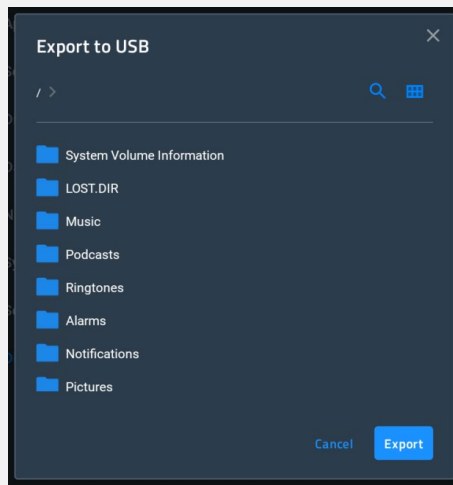 Export to USB
/
System Volume Information
LOST.DIR
Music
Podcasts
Ringtones
Alarms
Notifications
Pictures
Cancel Export